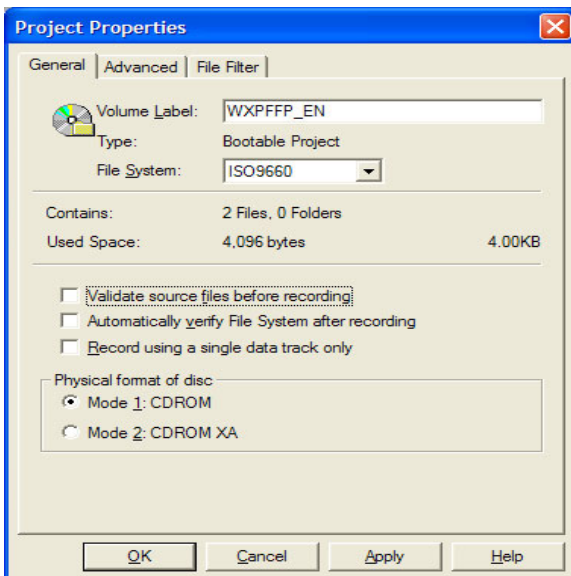 Project Properties
General Advanced File Filter
Volume Label: WXPFFP_EN
Type: Bootable Project
File System: ISO9660
Contains: 2 Files, 0 Folders
Used Space: 4,096 bytes 4.00KB
Validate source files before recording
Automatically verify File System after recording
Record using a single data track only
Physical format of disc
Mode 1: CDROM
Mode 2: CDROM XA
OK Cancel Apply Help